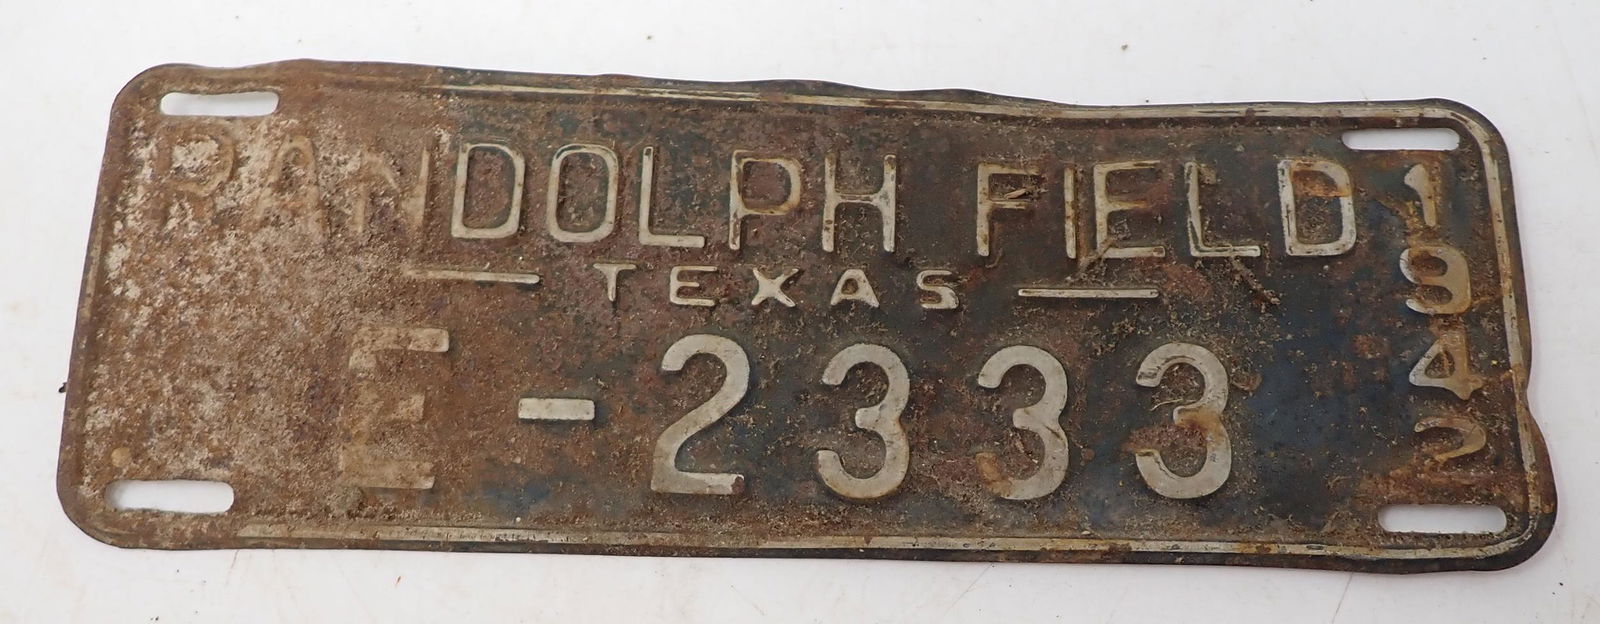 RANDOLPH FIELD
TEXAS
E-2333
1942